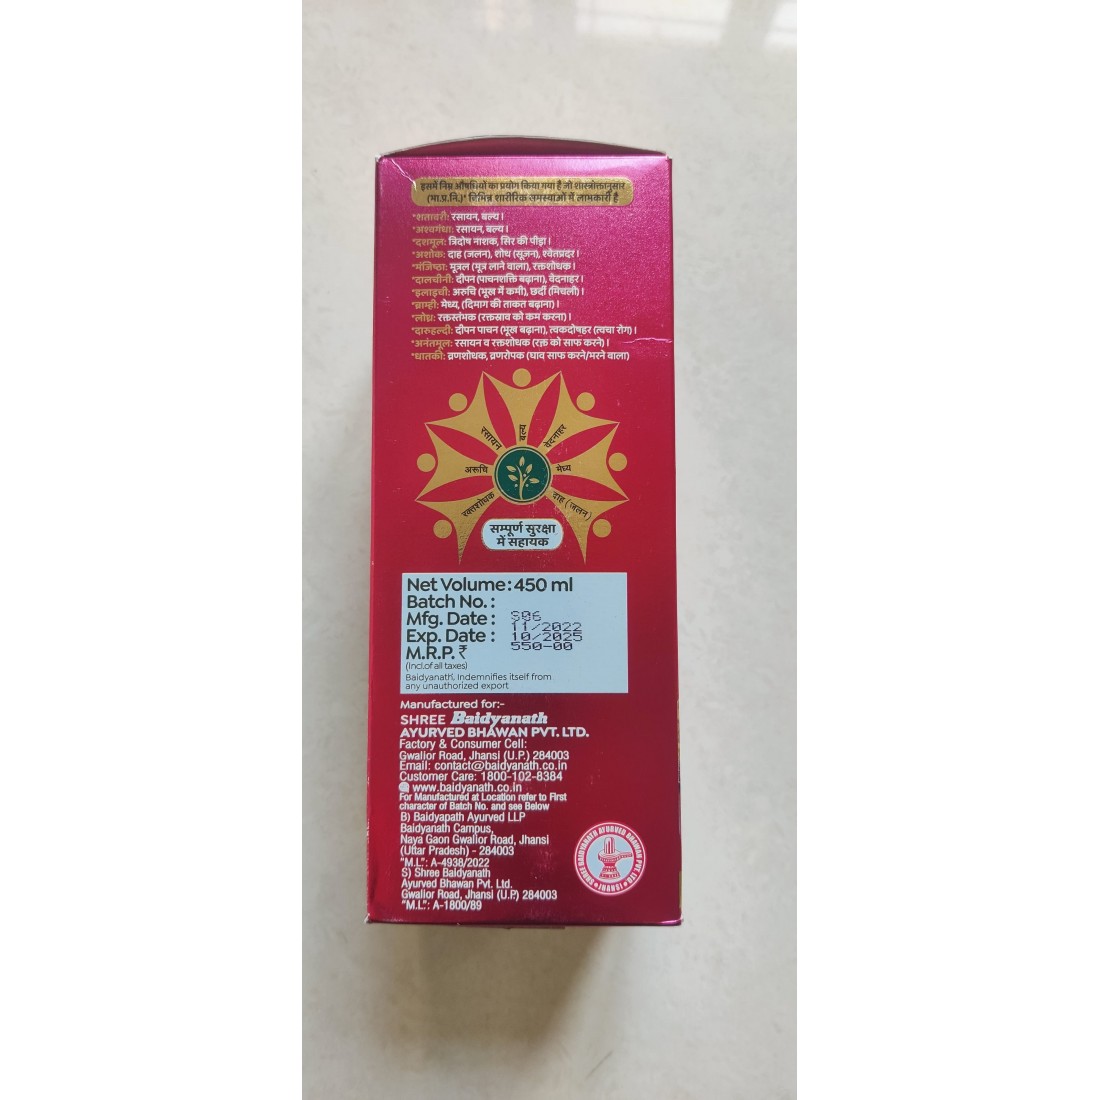 इसमें निम्न औषधियों का प्रयोग किया गया है जो शास्त्रोक्तानुसार
(भा.प्र.नि.)* विभिन्न शारीरिक समस्याओं में लाभकारी है
*शतावरी: रसायन, बल्य।
*अश्वगंधा: रसायन, बल्य।
*दशमूल: त्रिदोष नाशक, सिर की पीड़ा।
*अशोक: दाह (जलन), शोथ (सूजन), श्वेतप्रदर।
*मंजिष्ठा: मूत्रल (मूत्र लाने वाला), रक्तशोधक।
*दालचीनी: दीपन (पाचनशक्ति बढ़ाना), वेदनाहर।
*इलाइची: अरुचि (भूख में कमी), छर्दी (मिचली)।
*ब्राम्ही: मेध्य, (दिमाग की ताकत बढ़ाना)।
*लोध्र: रक्तस्तंभक (रक्तस्राव को कम करना)।
*दारुहल्दी: दीपन पाचन (भूख बढ़ाना), त्वकदोषहर (त्वचा रोग)।
*अनंतमूल: रसायन व रक्तशोधक (रक्त को साफ करने)।
*धातकी: व्रणशोधक, व्रणरोपक (घाव साफ करने/भरने वाला)
रसायन
बल्य
वेदनाहर
अरूचि
मेध्य
रक्तशोधक
दाह (जलन)
सम्पूर्ण सुरक्षा
में सहायक
Net Volume: 450 ml
Batch No. : S06
Mfg. Date : 11/2022
Exp. Date : 10/2025
M.R.P. ₹ 550-00
(Incl.of all taxes)
Baidyanath, Indemnifies itself from
any unauthorized export
Manufactured for:-
SHREE Baidyanath
AYURVED BHAWAN PVT. LTD.
Factory & Consumer Cell:
Gwalior Road, Jhansi (U.P.) 284003
Email: contact@baidyanath.co.in
Customer Care: 1800-102-8384
www.baidyanath.co.in
For Manufactured at Location refer to First
character of Batch No. and see Below
B) Baidyapath Ayurved LLP
Baidyanath Campus,
Naya Gaon Gwalior Road, Jhansi
(Uttar Pradesh) - 284003
"M.L": A-4938/2022
S) Shree Baidyanath
Ayurved Bhawan Pvt. Ltd.
Gwalior Road, Jhansi (U.P.) 284003
"M.L": A-1800/89
SHREE BAIDYANATH AYURVED BHAWAN PVT. LTD.
JHANSI